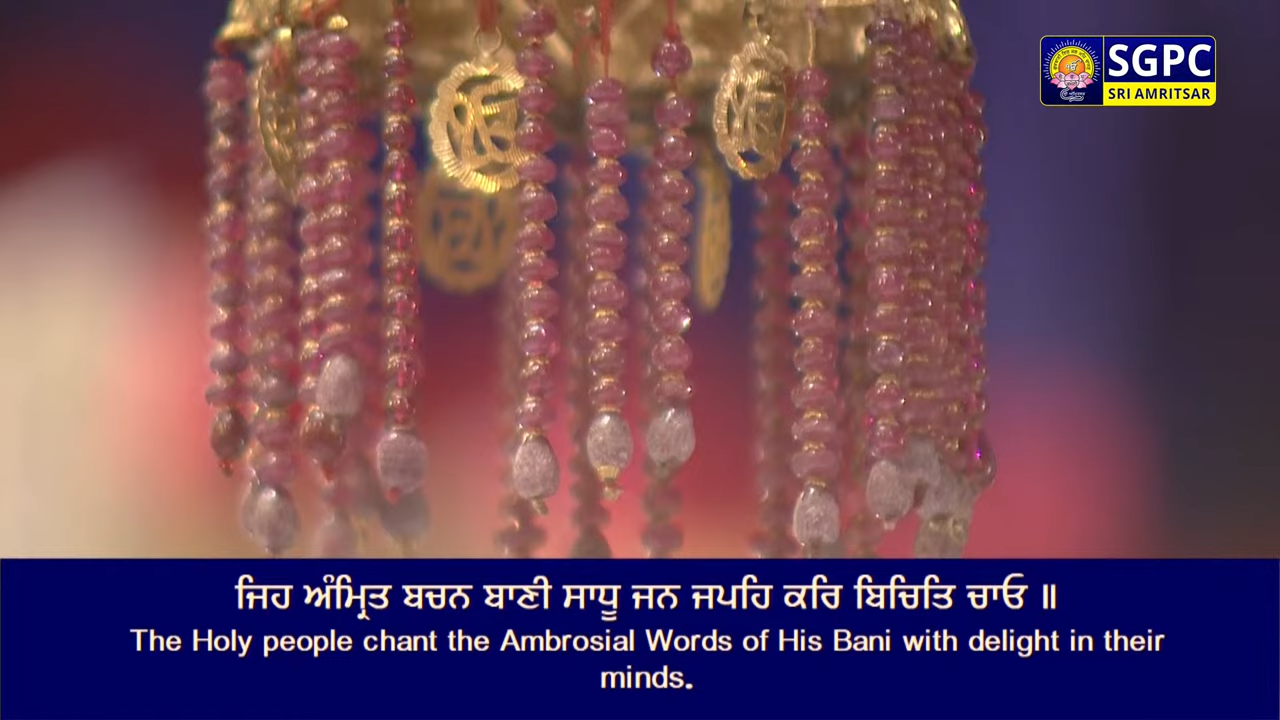 SGPC
SRI AMRITSAR
ਜਿਹ ਅੰਮ੍ਰਿਤ ਬਚਨ ਬਾਣੀ ਸਾਧੂ ਜਨ ਜਪਹਿ ਕਰਿ ਬਿਚਿਤਿ ਚਾਓ ॥
The Holy people chant the Ambrosial Words of His Bani with delight in their
minds.